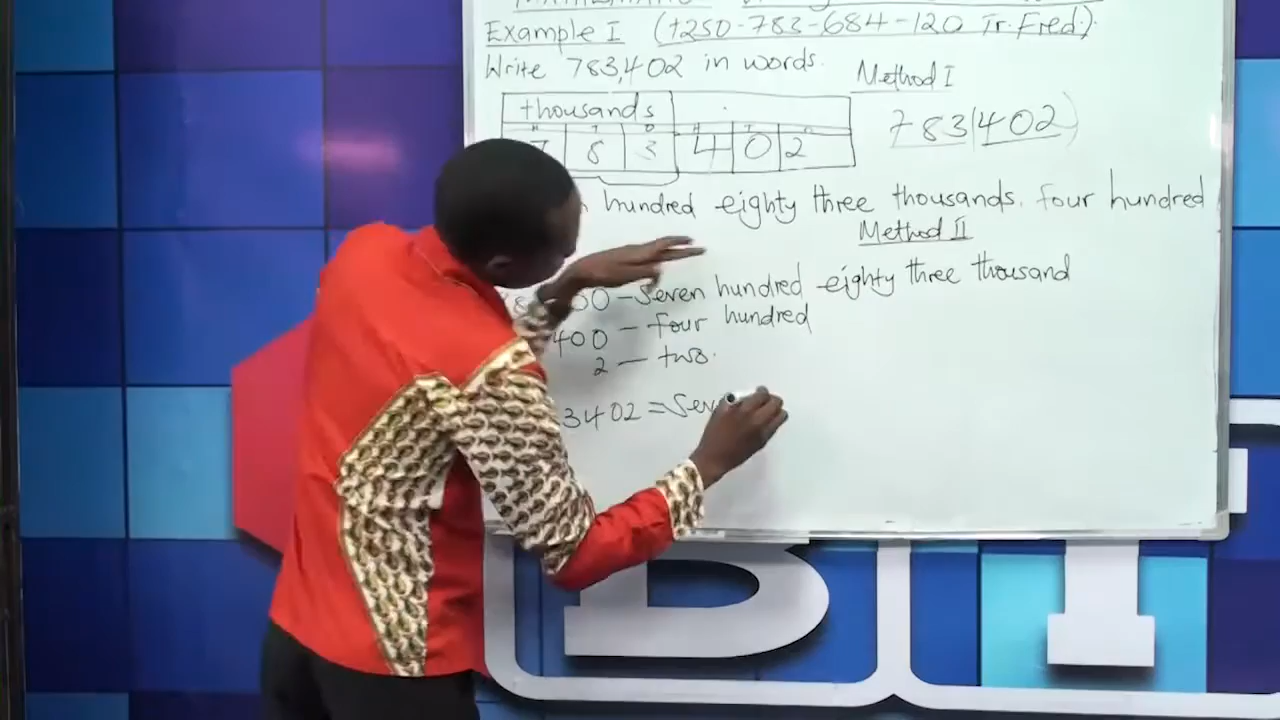 Example I (+250-783-684-120 Tr. Fred).
Write 783,402 in words.
Method I
thousands
H T O H T O
7 8 3 4 0 2
783(402)
hundred eighty three thousands. four hundred
Method II
00 - Seven hundred eighty three thousand
400 - four hundred
2 - two.
3402 = Seve
B